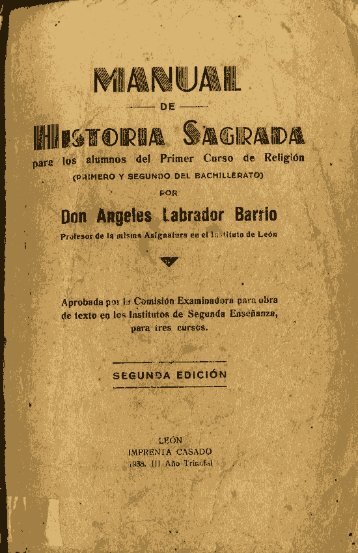 MANUAL
DE
HISTORIA SAGRADA
para los alumnos del Primer Curso de Religión
(PRIMERO Y SEGUNDO DEL BACHILLERATO)
POR
Don Angeles Labrador Barrio
Profesor de la misma Asignatura en el Instituto de León
Aprobada por la Comisión Examinadora para obra
de texto en los Institutos de Segunda Enseñanza,
para tres cursos.
SEGUNDA EDICIÓN
LEÓN
IMPRENTA CASADO
1938. III Año Triunfal